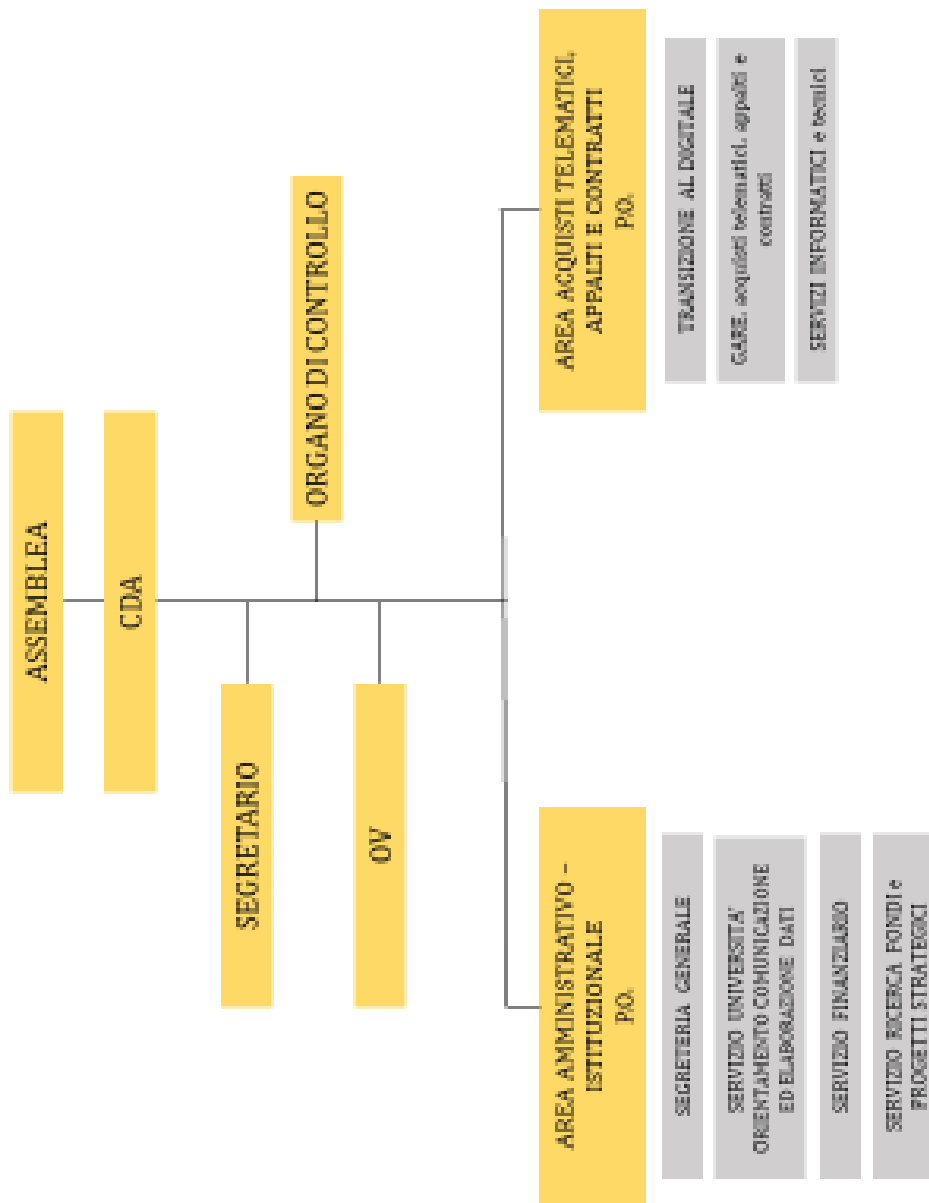 ASSEMBLEA
CDA
SEGRETARIO
ORGANO DI CONTROLLO
OV
AREA AMMINISTRATIVO –
ISTITUZIONALE
P.O.
SEGRETERIA GENERALE
SERVIZIO UNIVERSITA'
ORIENTAMENTO COMUNICAZIONE
ED ELABORAZIONE DATI
SERVIZIO FINANZIARIO
SERVIZIO RICERCA FONDI e
PROGETTI STRATEGICI
AREA ACQUISTI TELEMATICI,
APPALTI E CONTRATTI
P.O.
TRANSIZIONE AL DIGITALE
GARE, acquisti telematici, appalti e
contratti
SERVIZI INFORMATICI e tecnici